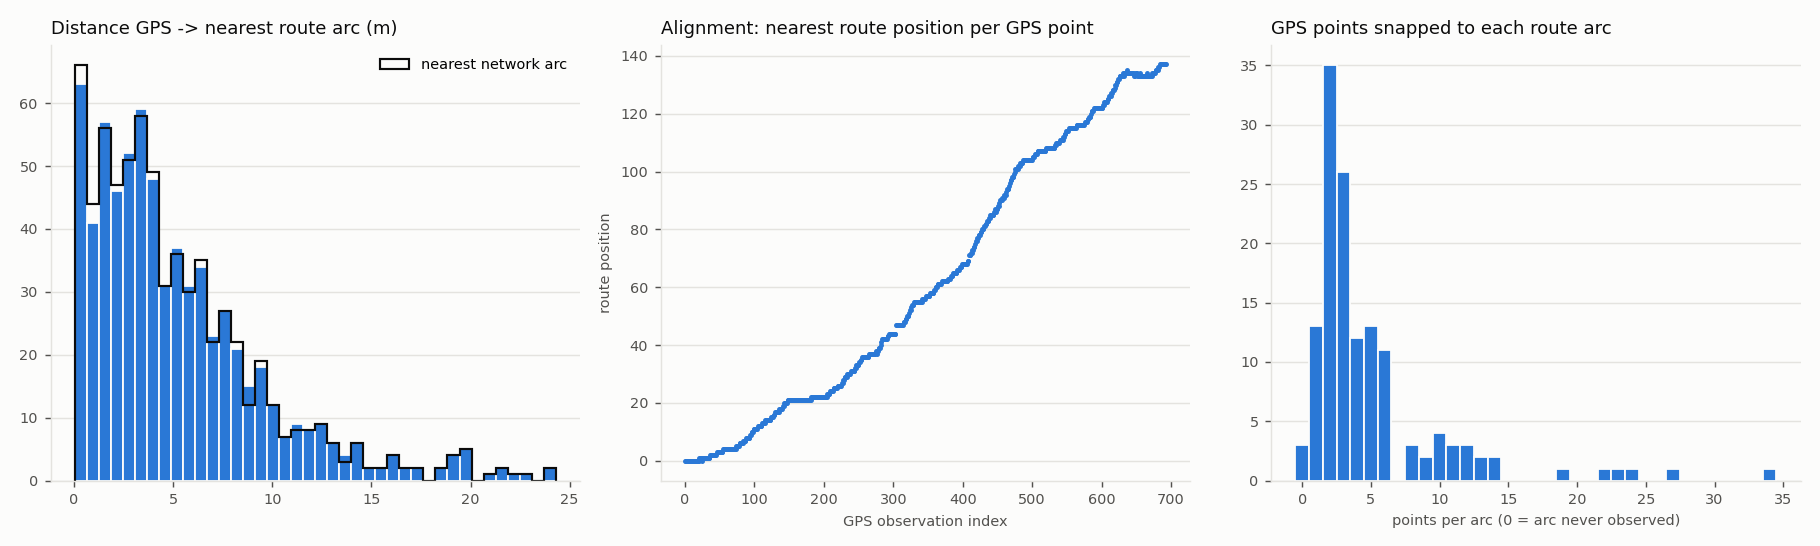 Distance GPS -> nearest route arc (m)
nearest network arc
60
50
40
30
20
10
0
0 5 10 15 20 25
Alignment: nearest route position per GPS point
route position
140
120
100
80
60
40
20
0
0 100 200 300 400 500 600 700
GPS observation index
GPS points snapped to each route arc
35
30
25
20
15
10
5
0
0 5 10 15 20 25 30 35
points per arc (0 = arc never observed)